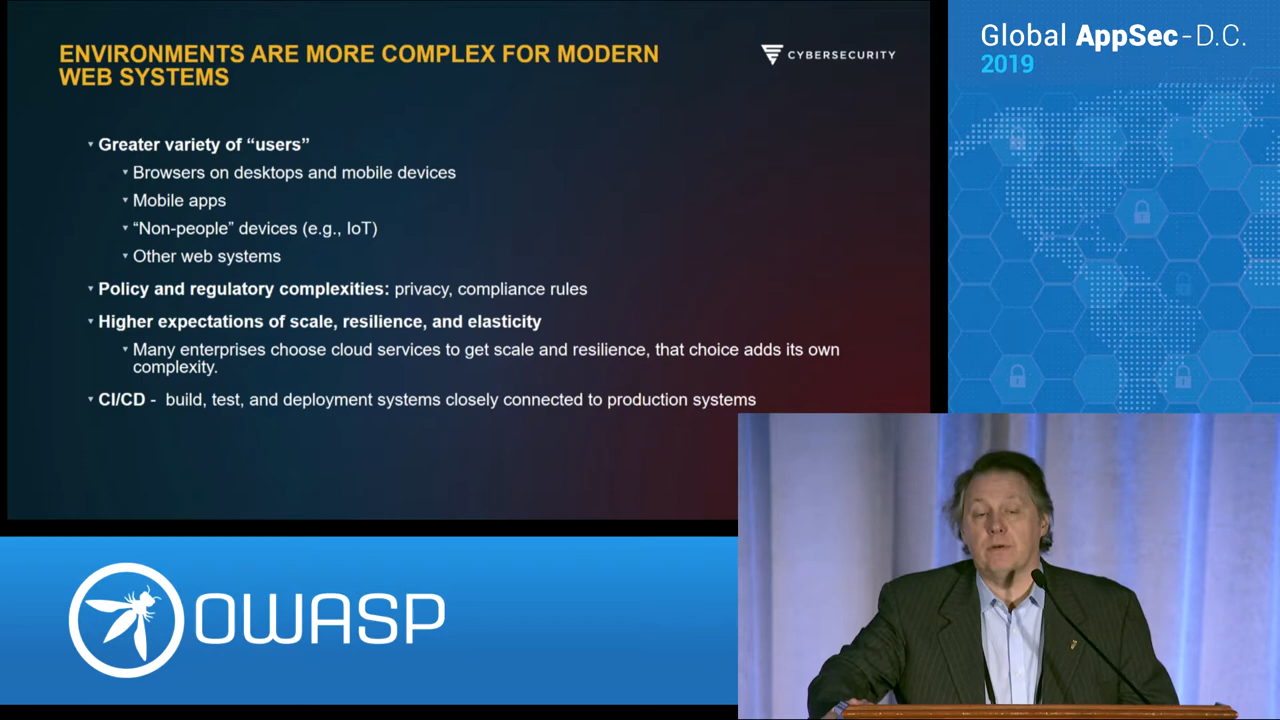 ENVIRONMENTS ARE MORE COMPLEX FOR MODERN
WEB SYSTEMS
CYBERSECURITY
Greater variety of “users”
Browsers on desktops and mobile devices
Mobile apps
“Non-people” devices (e.g., IoT)
Other web systems
Policy and regulatory complexities: privacy, compliance rules
Higher expectations of scale, resilience, and elasticity
Many enterprises choose cloud services to get scale and resilience, that choice adds its own
complexity.
CI/CD - build, test, and deployment systems closely connected to production systems
Global AppSec - D.C.
2019
OWASP